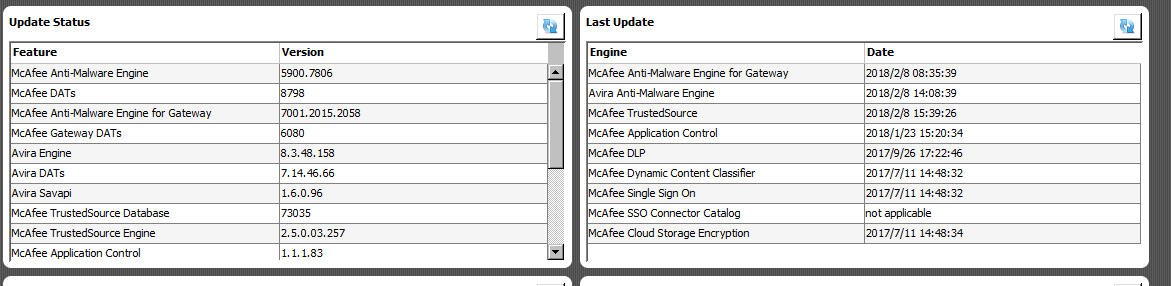 Update Status
Feature Version
McAfee Anti-Malware Engine 5900.7806
McAfee DATs 8798
McAfee Anti-Malware Engine for Gateway 7001.2015.2058
McAfee Gateway DATs 6080
Avira Engine 8.3.48.158
Avira DATs 7.14.46.66
Avira Savapi 1.6.0.96
McAfee TrustedSource Database 73035
McAfee TrustedSource Engine 2.5.0.03.257
McAfee Application Control 1.1.1.83
Last Update
Engine Date
McAfee Anti-Malware Engine for Gateway 2018/2/8 08:35:39
Avira Anti-Malware Engine 2018/2/8 14:08:39
McAfee TrustedSource 2018/2/8 15:39:26
McAfee Application Control 2018/1/23 15:20:34
McAfee DLP 2017/9/26 17:22:46
McAfee Dynamic Content Classifier 2017/7/11 14:48:32
McAfee Single Sign On 2017/7/11 14:48:32
McAfee SSO Connector Catalog not applicable
McAfee Cloud Storage Encryption 2017/7/11 14:48:34